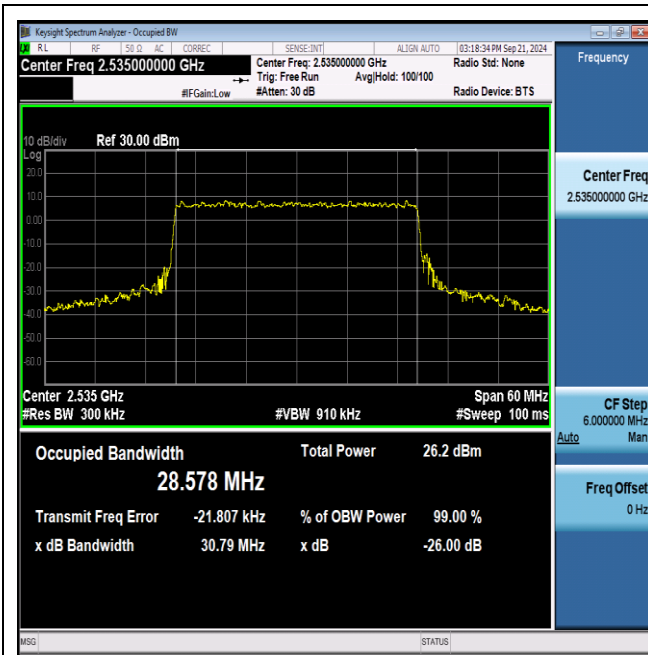 Keysight Spectrum Analyzer - Occupied BW
RL RF 50 Ω AC CORREC SENSE:INT ALIGN AUTO 03:18:34 PM Sep 21, 2024
Center Freq 2.535000000 GHz
Center Freq: 2.535000000 GHz Radio Std: None
Trig: Free Run Avg|Hold: 100/100
#IFGain:Low #Atten: 30 dB Radio Device: BTS
Frequency
10 dB/div Ref 30.00 dBm
Log
20.0
10.0
0.00
-10.0
-20.0
-30.0
-40.0
-50.0
-60.0
Center 2.535 GHz Span 60 MHz
#Res BW 300 kHz #VBW 910 kHz #Sweep 100 ms
Center Freq
2.535000000 GHz
CF Step
6.000000 MHz
Auto Man
Freq Offset
0 Hz
Occupied Bandwidth Total Power 26.2 dBm
28.578 MHz
Transmit Freq Error -21.807 kHz % of OBW Power 99.00 %
x dB Bandwidth 30.79 MHz x dB -26.00 dB
MSG STATUS